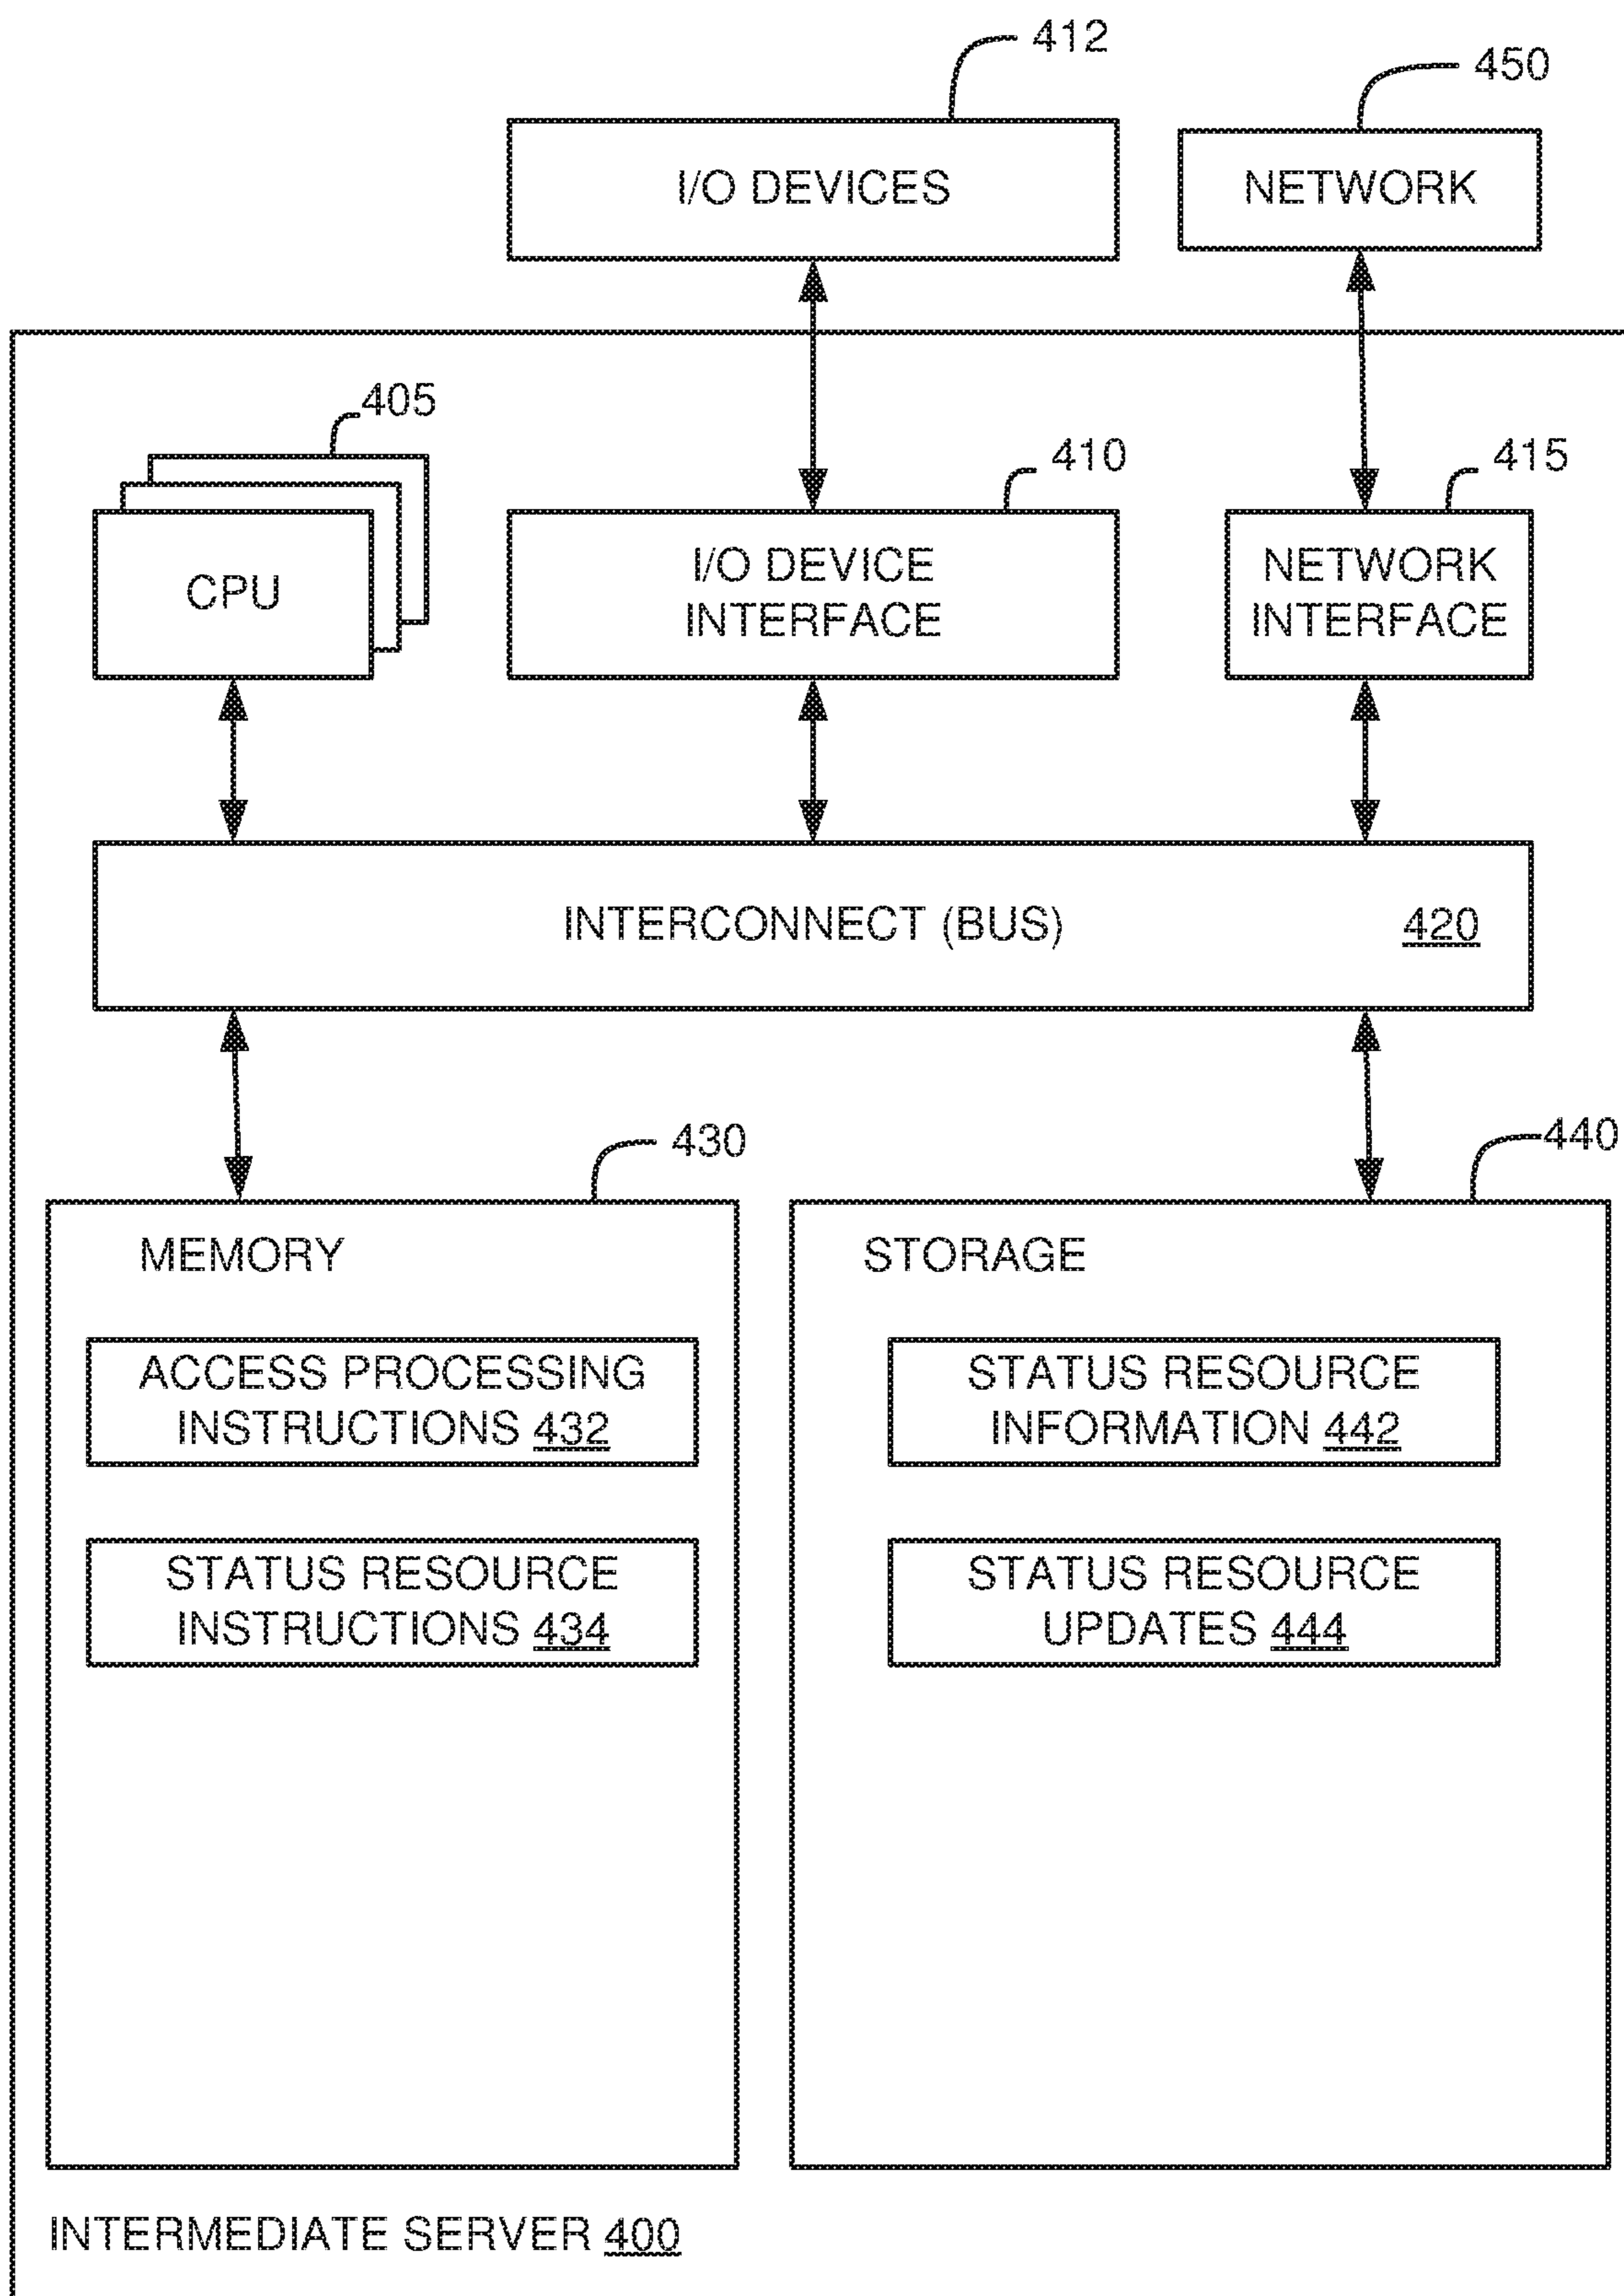 412
450
I/O DEVICES
NETWORK
405
410
415
CPU
I/O DEVICE
INTERFACE
NETWORK
INTERFACE
INTERCONNECT (BUS) 420
430
440
MEMORY
STORAGE
ACCESS PROCESSING
INSTRUCTIONS 432
STATUS RESOURCE
INFORMATION 442
STATUS RESOURCE
INSTRUCTIONS 434
STATUS RESOURCE
UPDATES 444
INTERMEDIATE SERVER 400